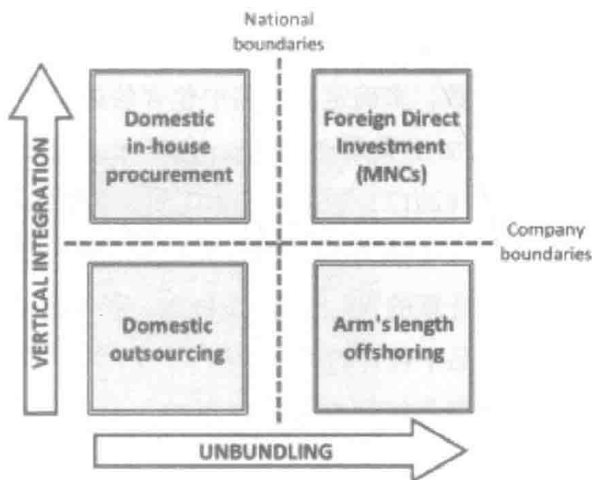 National
boundaries
Domestic
in-house
procurement
Foreign Direct
Investment
(MNCs)
Company
boundaries
VERTICAL INTEGRATION
Domestic
outsourcing
Arm's length
offshoring
UNBUNDLING